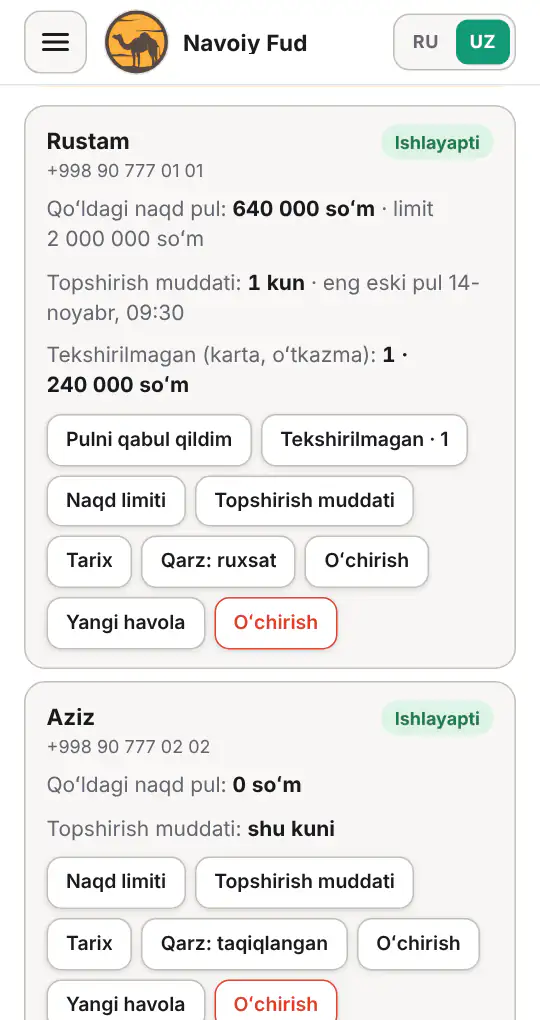 Navoiy Fud
RU
UZ
Rustam
Ishlayapti
+998 90 777 01 01
Qoʻldagi naqd pul: 640 000 soʻm · limit
2 000 000 soʻm
Topshirish muddati: 1 kun · eng eski pul 14-
noyabr, 09:30
Tekshirilmagan (karta, oʻtkazma): 1 ·
240 000 soʻm
Pulni qabul qildim
Tekshirilmagan · 1
Naqd limiti
Topshirish muddati
Tarix
Qarz: ruxsat
Oʻchirish
Yangi havola
Oʻchirish
Aziz
Ishlayapti
+998 90 777 02 02
Qoʻldagi naqd pul: 0 soʻm
Topshirish muddati: shu kuni
Naqd limiti
Topshirish muddati
Tarix
Qarz: taqiqlangan
Oʻchirish
Yangi havola
Oʻchirish